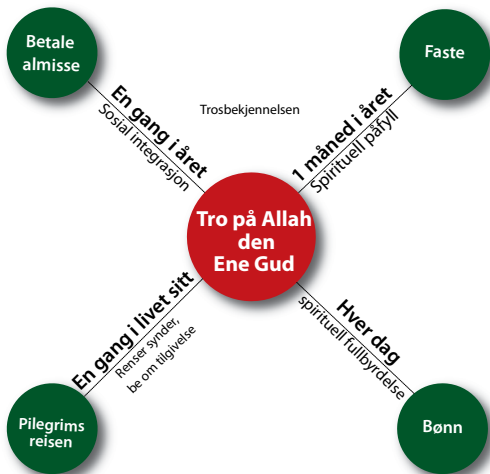 Betale
almisse
Faste
En gang i året
Sosial integrasjon
Trosbekjennelsen
1 måned i året
Spirituell påfyll
Tro på Allah
den
Ene Gud
En gang i livet sitt
Renser synder,
be om tilgivelse
Hver dag
spirituell fullbyrdelse
Pilegrims
reisen
Bønn